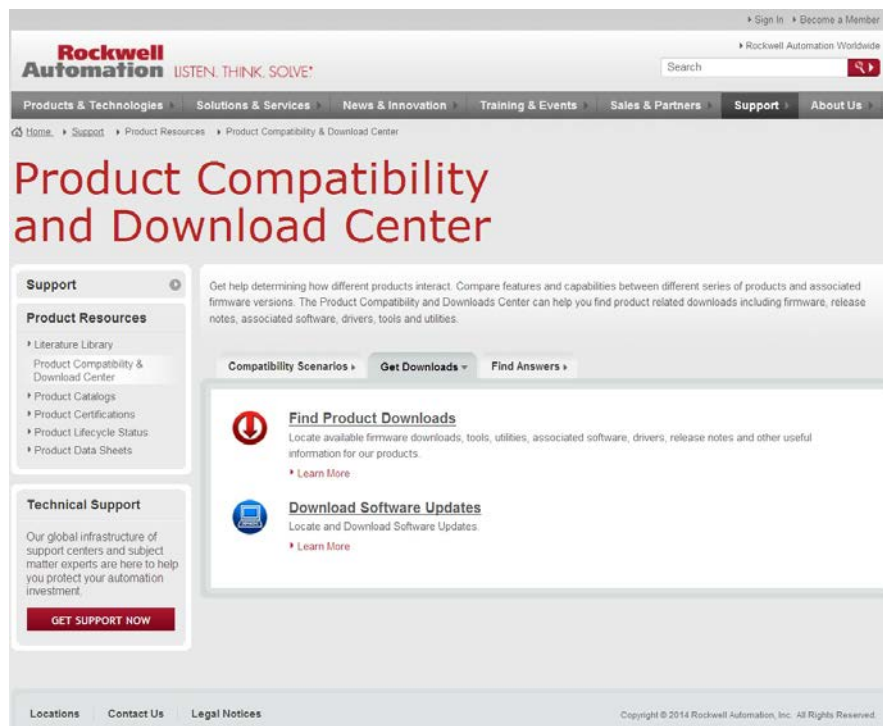 Sign In Become a Member
Rockwell Automation Worldwide
Rockwell
Automation LISTEN. THINK. SOLVE.®
Search
Products & Technologies Solutions & Services News & Innovation Training & Events Sales & Partners Support About Us
Home Support Product Resources Product Compatibility & Download Center
Product Compatibility
and Download Center
Support
Product Resources
Literature Library
Product Compatibility &
Download Center
Product Catalogs
Product Certifications
Product Lifecycle Status
Product Data Sheets
Technical Support
Our global infrastructure of
support centers and subject
matter experts are here to help
you protect your automation
investment.
GET SUPPORT NOW
Get help determining how different products interact. Compare features and capabilities between different series of products and associated
firmware versions. The Product Compatibility and Downloads Center can help you find product related downloads including firmware, release
notes, associated software, drivers, tools and utilities.
Compatibility Scenarios Get Downloads Find Answers
Find Product Downloads
Locate available firmware downloads, tools, utilities, associated software, drivers, release notes and other useful
information for our products.
Learn More
Download Software Updates
Locate and Download Software Updates.
Learn More
Locations Contact Us Legal Notices
Copyright © 2014 Rockwell Automation, Inc. All Rights Reserved.